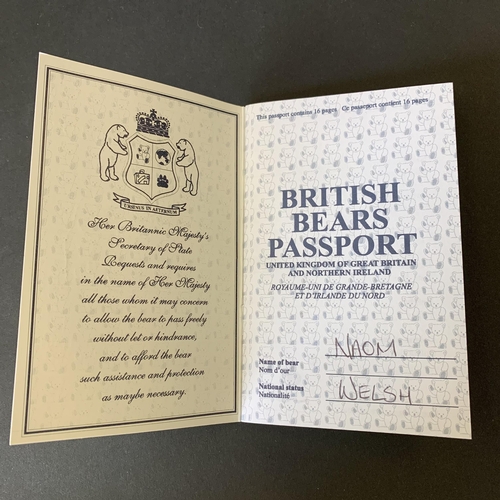 URSINUS IN AETERNUM
Her Britannic Majesty's
Secretary of State
Requests and requires
in the name of Her Majesty
all those whom it may concern
to allow the bear to pass freely
without let or hindrance,
and to afford the bear
such assistance and protection
as maybe necessary.
This passport contains 16 pages Ce passeport contient 16 pages
BRITISH
BEARS
PASSPORT
UNITED KINGDOM OF GREAT BRITAIN
AND NORTHERN IRELAND
ROYAUME-UNI DE GRANDE-BRETAGNE
ET D'IRLANDE DU NORD
Name of bear NAOM
Nom d'our
National status WELSH
Nationalité